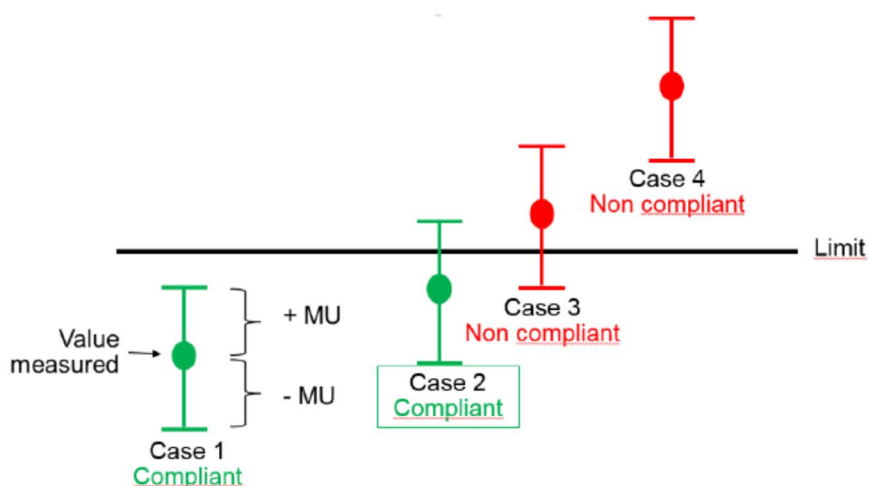 Case 4
Non compliant
Limit
Case 3
Non compliant
+ MU
Value
measured
- MU
Case 2
Compliant
Case 1
Compliant